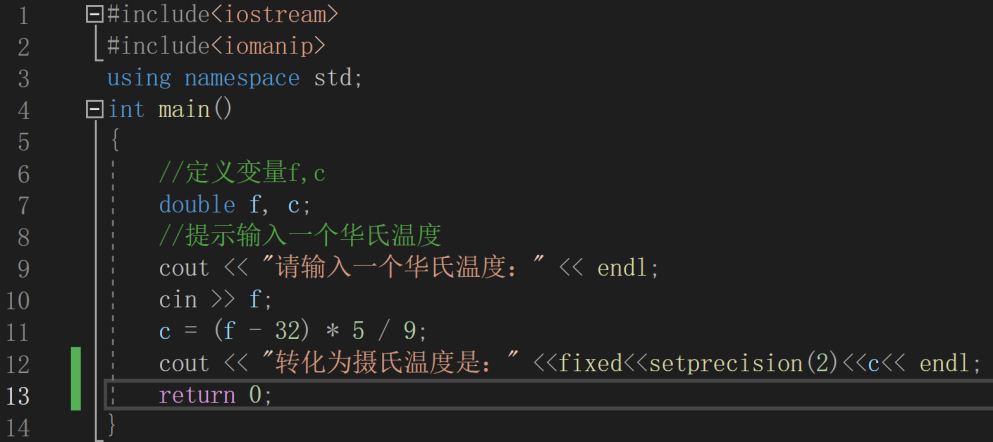 1 #include<iostream>
2 #include<iomanip>
3 using namespace std;
4 int main()
5 {
6 //定义变量f,c
7 double f, c;
8 //提示输入一个华氏温度
9 cout << "请输入一个华氏温度：" << endl;
10 cin >> f;
11 c = (f - 32) * 5 / 9;
12 cout << "转化为摄氏温度是：" <<fixed<<setprecision(2)<<c<< endl;
13 return 0;
14 }